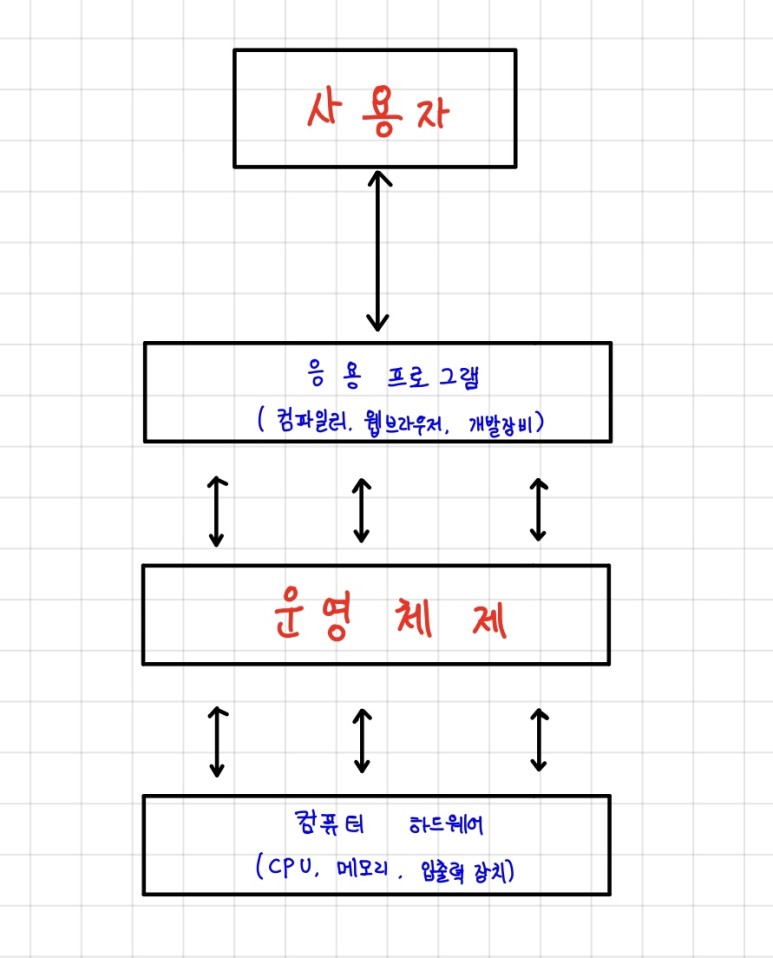 사용자
응용 프로그램
(컴파일러, 웹브라우저, 개발장비)
운영 체 제
컴퓨터 하드웨어
(CPU, 메모리, 입출력 장치)